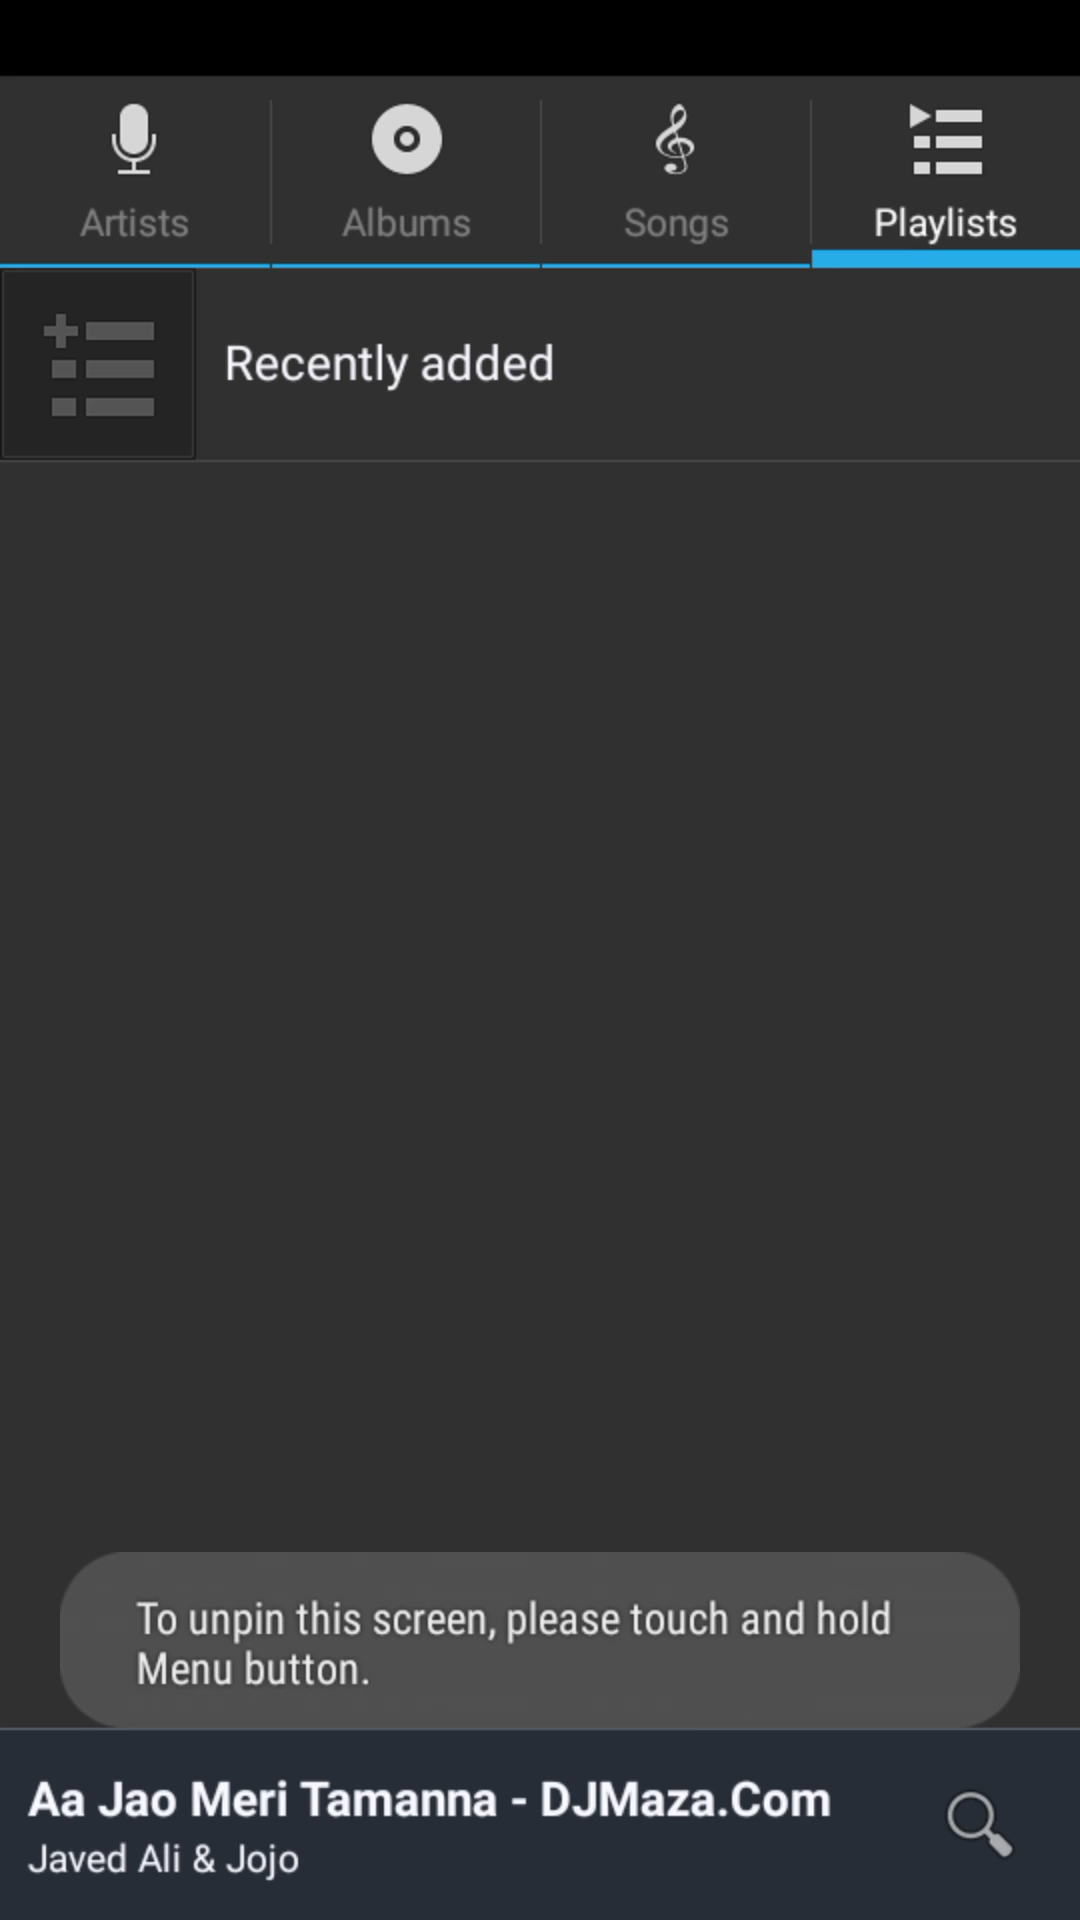 Artists Albums Songs Playlists
Recently added
To unpin this screen, please touch and hold
Menu button.
Aa Jao Meri Tamanna - DJMaza.Com
Javed Ali & Jojo